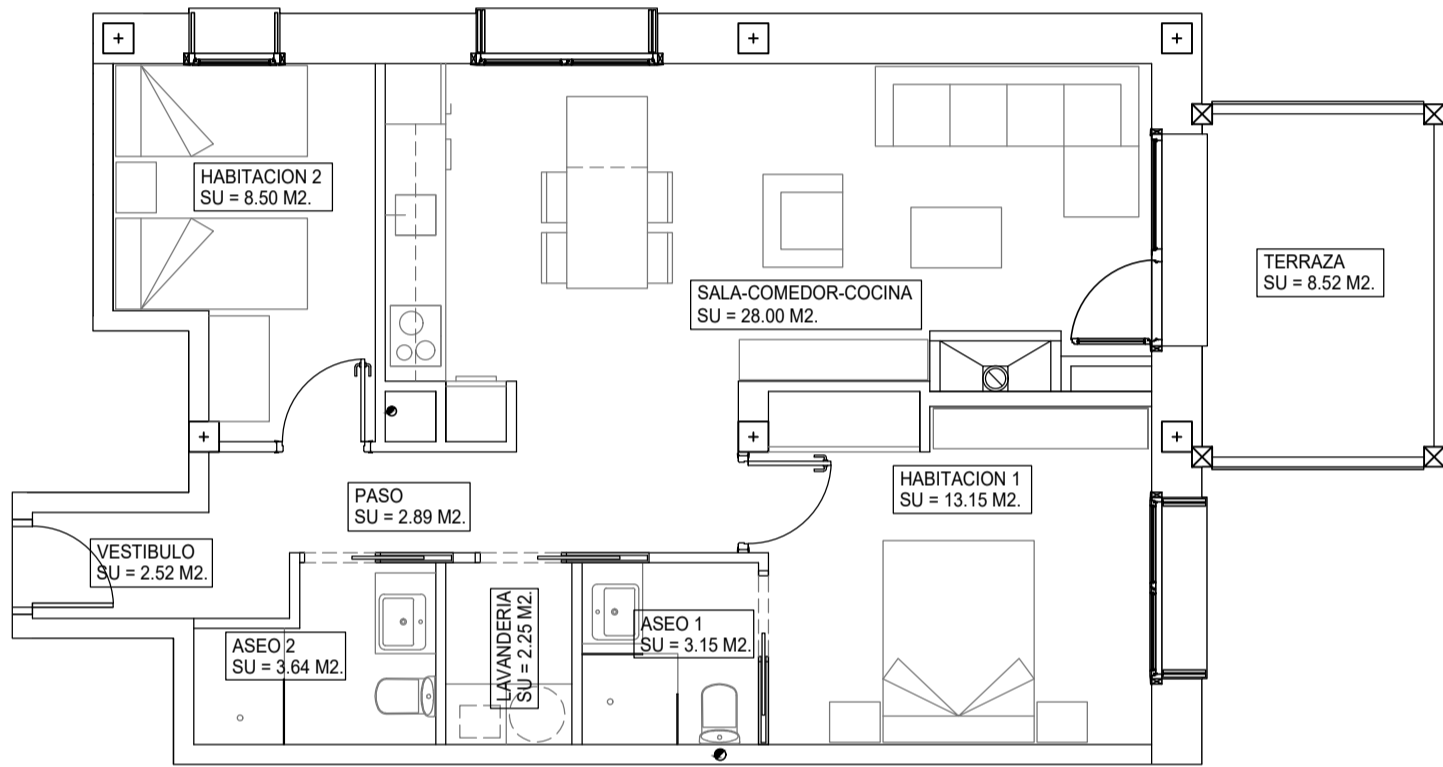 HABITACION 2
SU = 8.50 M2.
TERRAZA
SU = 8.52 M2.
SALA-COMEDOR-COCINA
SU = 28.00 M2.
HABITACION 1
SU = 13.15 M2.
PASO
SU = 2.89 M2.
VESTIBULO
SU = 2.52 M2.
ASEO 2
SU = 3.64 M2.
LAVANDERIA
SU = 2.25 M2.
ASEO 1
SU = 3.15 M2.